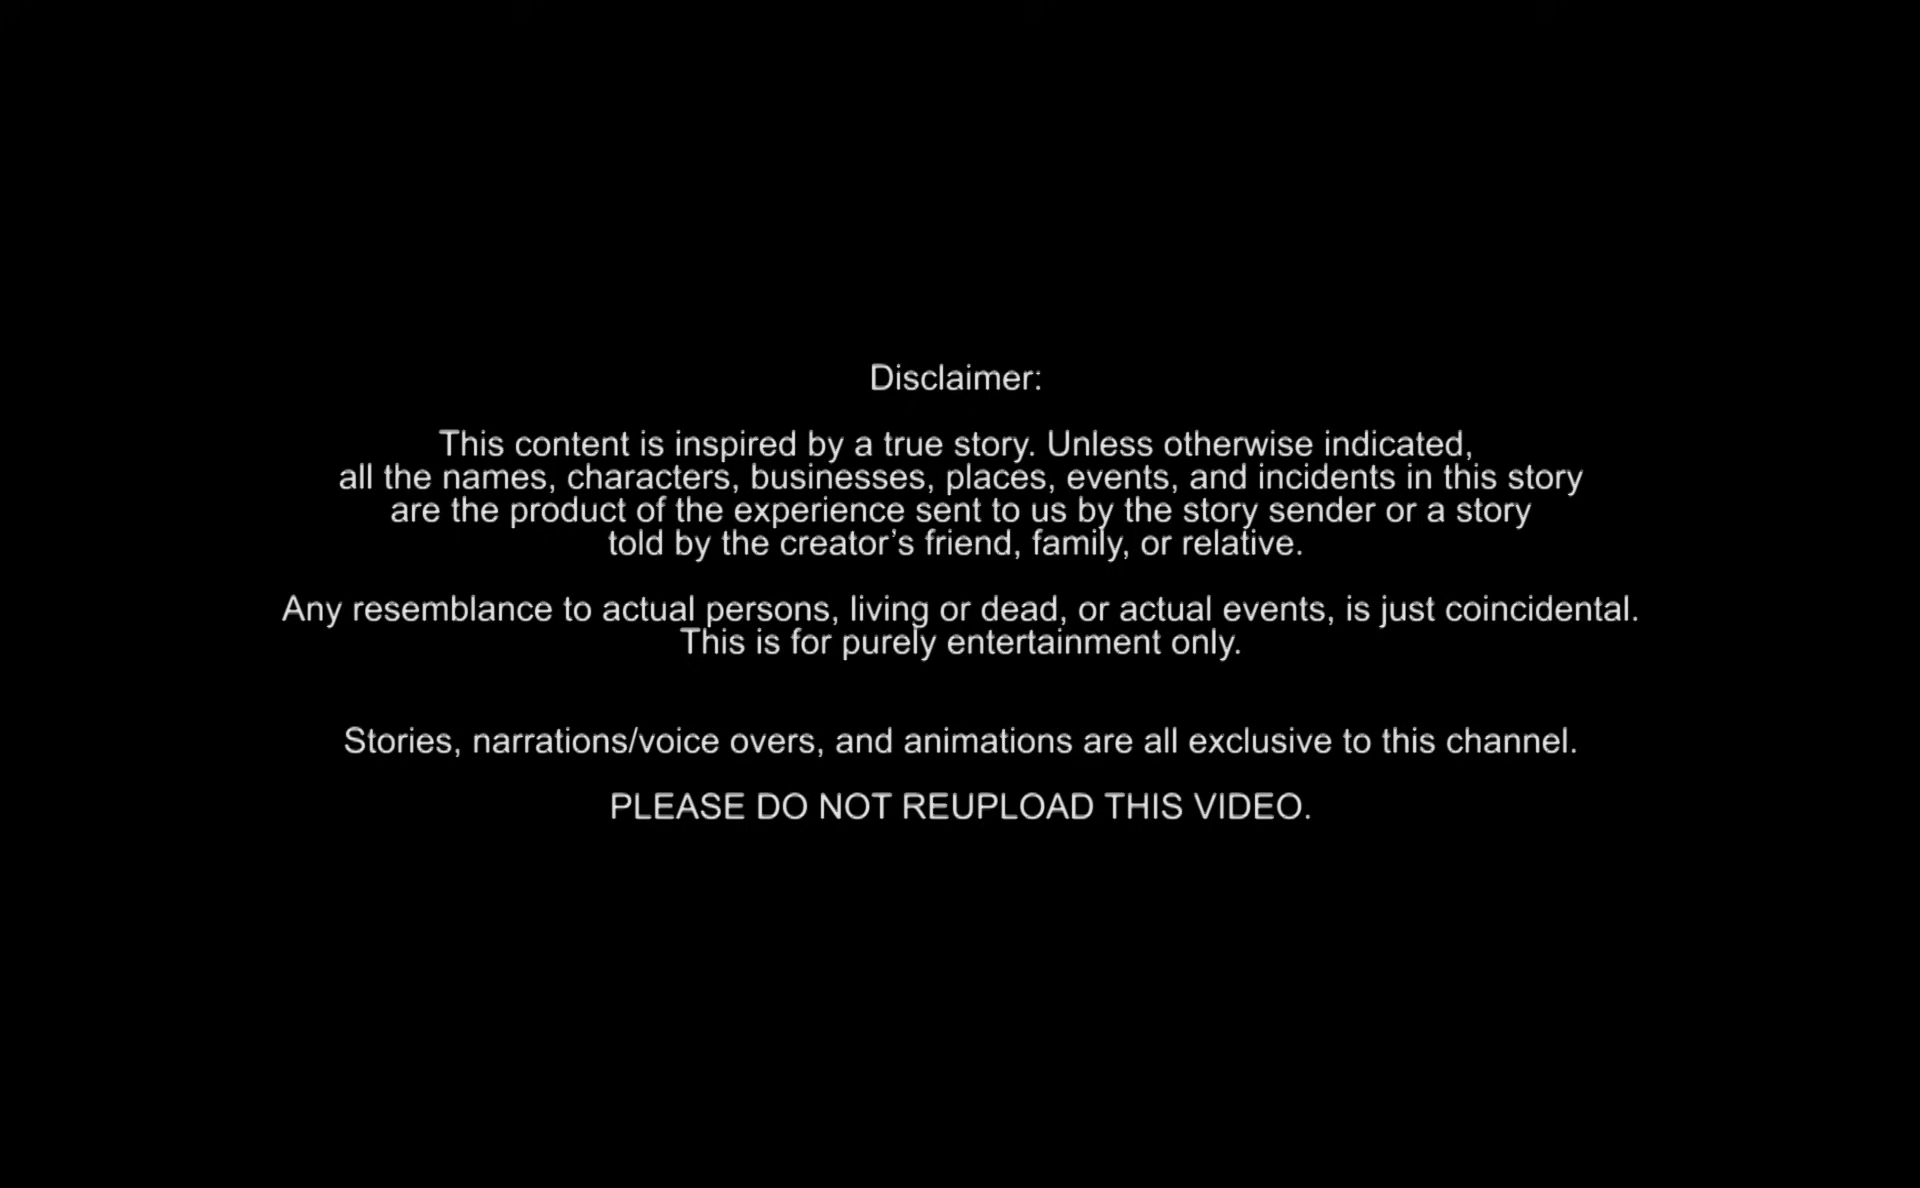 Disclaimer:
This content is inspired by a true story. Unless otherwise indicated,
all the names, characters, businesses, places, events, and incidents in this story
are the product of the experience sent to us by the story sender or a story
told by the creator’s friend, family, or relative.
Any resemblance to actual persons, living or dead, or actual events, is just coincidental.
This is for purely entertainment only.
Stories, narrations/voice overs, and animations are all exclusive to this channel.
PLEASE DO NOT REUPLOAD THIS VIDEO.